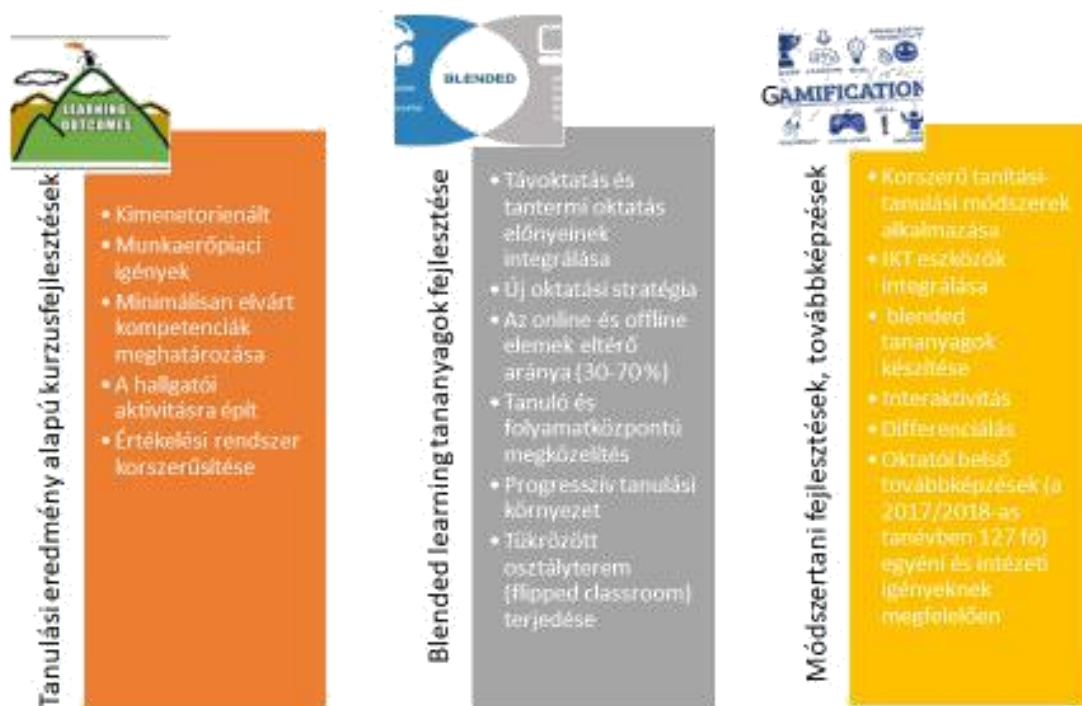 LEARNING
OUTCOMES
Tanulási eredmény alapú kurzusfejlesztések
• Kimenetorienált
• Munkaerőpiaci
igények
• Minimálisan elvárt
kompetenciák
meghatározása
• A hallgatói
aktivitásra épít
• Értékelési rendszer
korszerűsítése
BLENDED
Blended learning tananyagok fejlesztése
• Távoktatás és
tantermi oktatás
előnyeinek
integrálása
• Új oktatási stratégia
• Az online és offline
elemek eltérő
aránya (30-70 %)
• Tanuló és
folyamatközpontú
megközelítés
• Progresszív tanulási
környezet
• Tükrözött
osztályterem
(flipped classroom)
terjedése
GAMIFICATION
Módszertani fejlesztések, továbbképzések
• Korszerű tanítási-
tanulási módszerek
alkalmazása
• IKT eszközök
integrálása
• blended
tananyagok
készítése
• Interaktivitás
• Differenciálás
• Oktatói belső
továbbképzések (a
2017/2018-as
tanévben 127 fő)
egyéni és intézeti
igényeknek
megfelelően